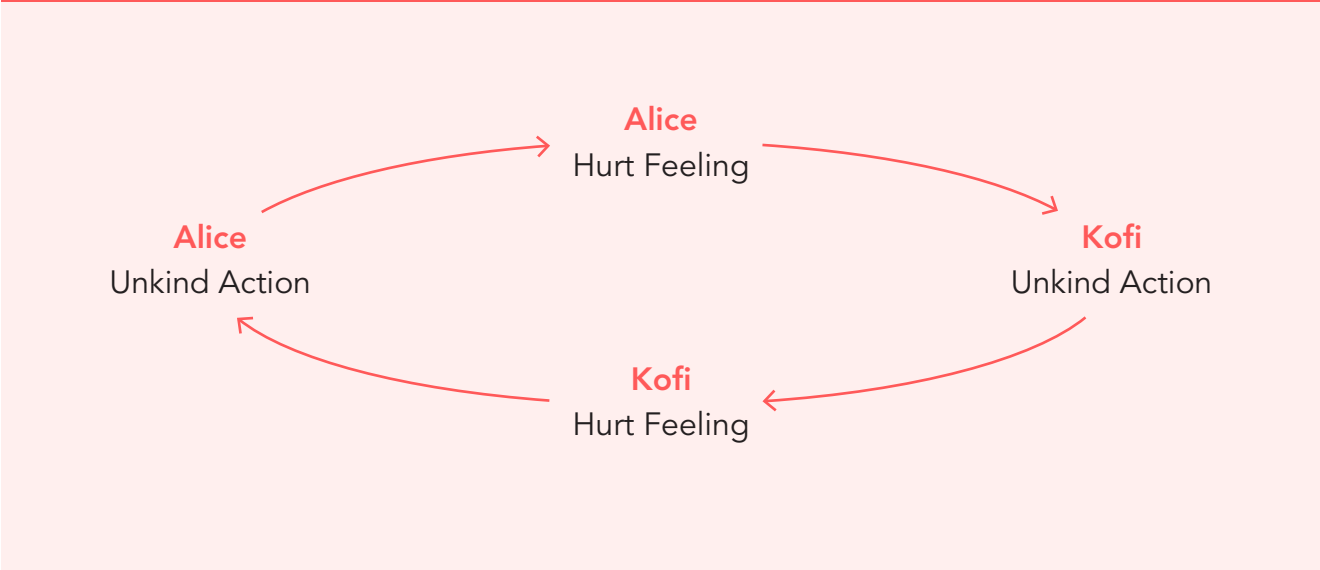 Alice
Hurt Feeling
Alice
Unkind Action
Kofi
Unkind Action
Kofi
Hurt Feeling